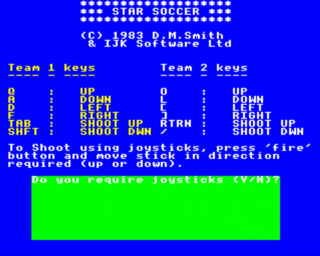 ********************
*** STAR SOCCER ***
********************
(C) 1983 D.M.Smith
& IJK Software Ltd
Team 1 keys Team 2 keys
---- - ---- ---- - ----
Q : UP O : UP
A : DOWN L : DOWN
D : LEFT [ : LEFT
F : RIGHT ] : RIGHT
TAB : SHOOT UP RTRN : SHOOT UP
SHFT : SHOOT DWN / : SHOOT DWN
To Shoot using joysticks, press 'fire'
button and move stick in direction
required (up or down).
Do you require joysticks (Y/N)?